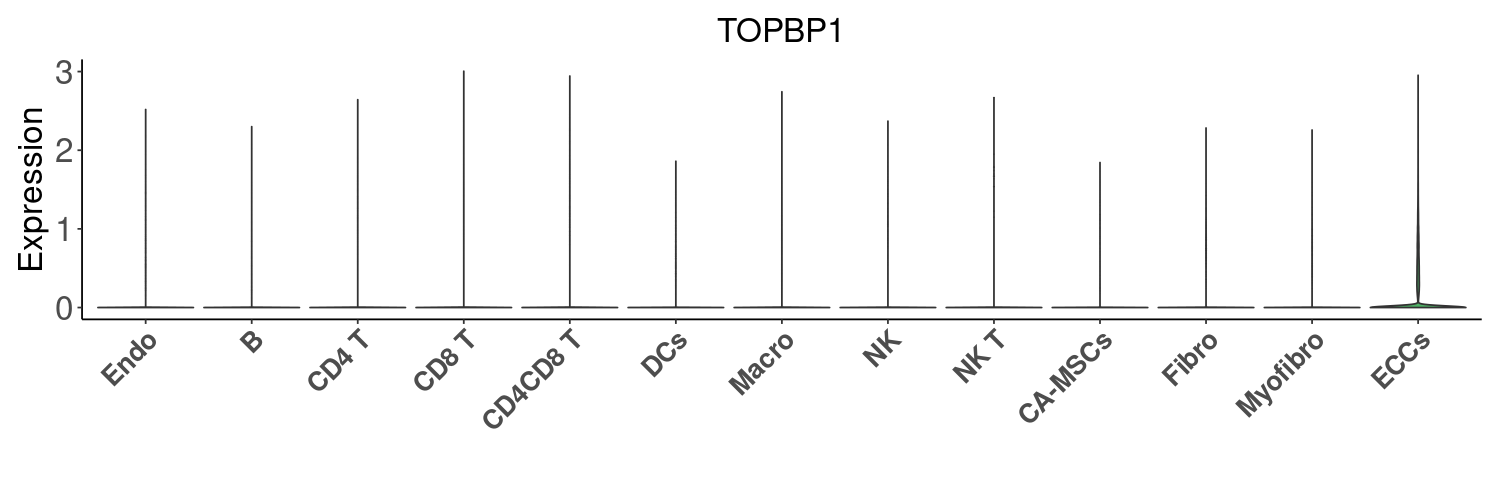 TOPBP1
Expression
3
2
1
0
Endo
B
CD4 T
CD8 T
CD4CD8 T
DCs
Macro
NK
NK T
CA-MSCs
Fibro
Myofibro
ECCs